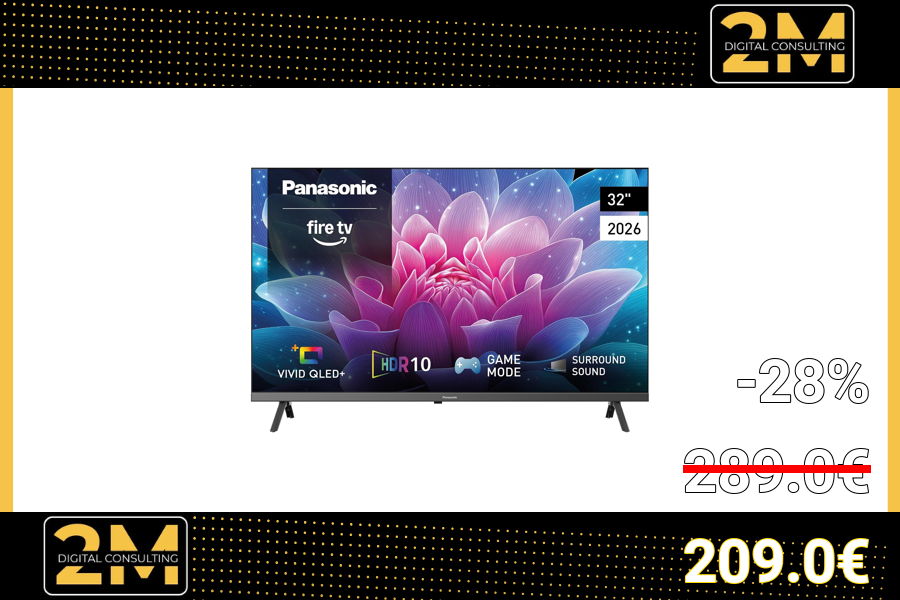 2M
DIGITAL CONSULTING
Panasonic
fire tv
32"
2026
VIVID QLED+
HDR10
GAME
MODE
SURROUND
SOUND
Panasonic
-28%
289.0€
2M
DIGITAL CONSULTING
209.0€